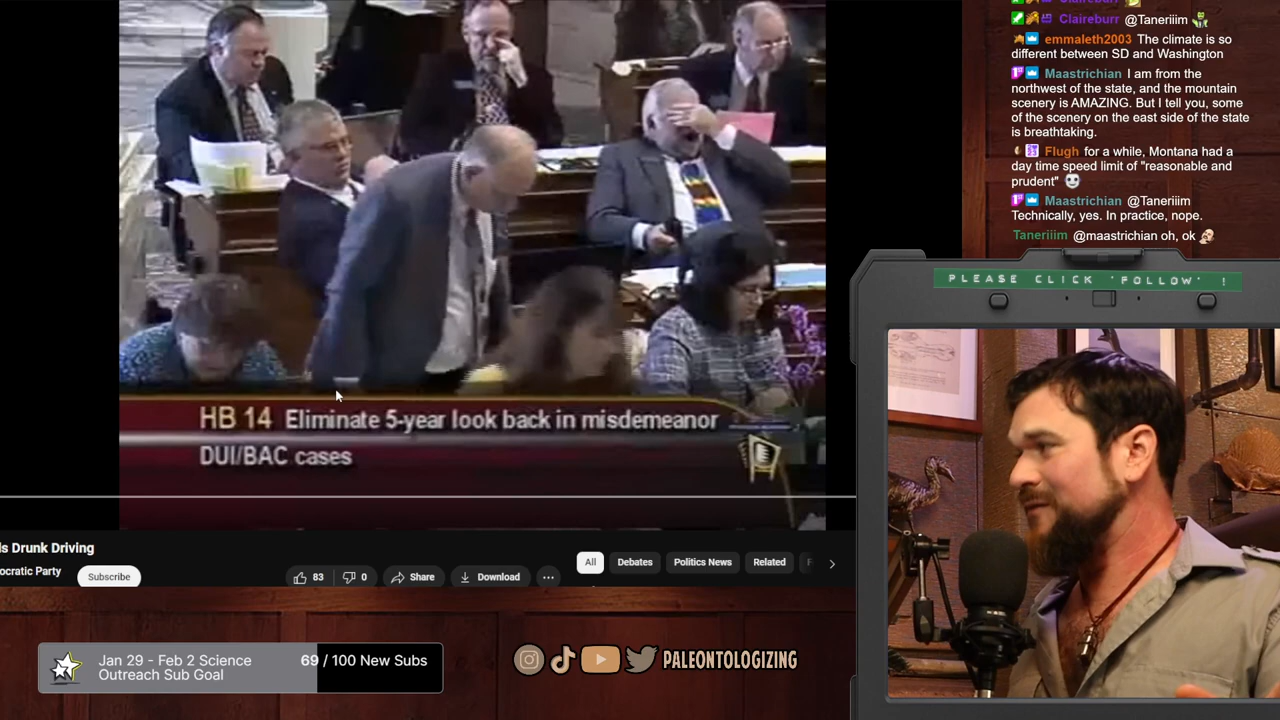 Claireburr
Claireburr @Taneriiim
emmaleth2003 The climate is so
different between SD and Washington
Maastrichian I am from the
northwest of the state, and the mountain
scenery is AMAZING. But I tell you, some
of the scenery on the east side of the state
is breathtaking.
Flugh for a while, Montana had a
day time speed limit of "reasonable and
prudent"
Maastrichian @Taneriiim
Technically, yes. In practice, nope.
Taneriiim @maastrichian oh, ok
PLEASE CLICK 'FOLLOW' !
HB 14 Eliminate 5-year look back in misdemeanor
DUI/BAC cases
ls Drunk Driving
ocratic Party
Subscribe
83
0
Share
Download
All
Debates
Politics News
Related
Jan 29 - Feb 2 Science
Outreach Sub Goal
69 / 100 New Subs
PALEONTOLOGIZING